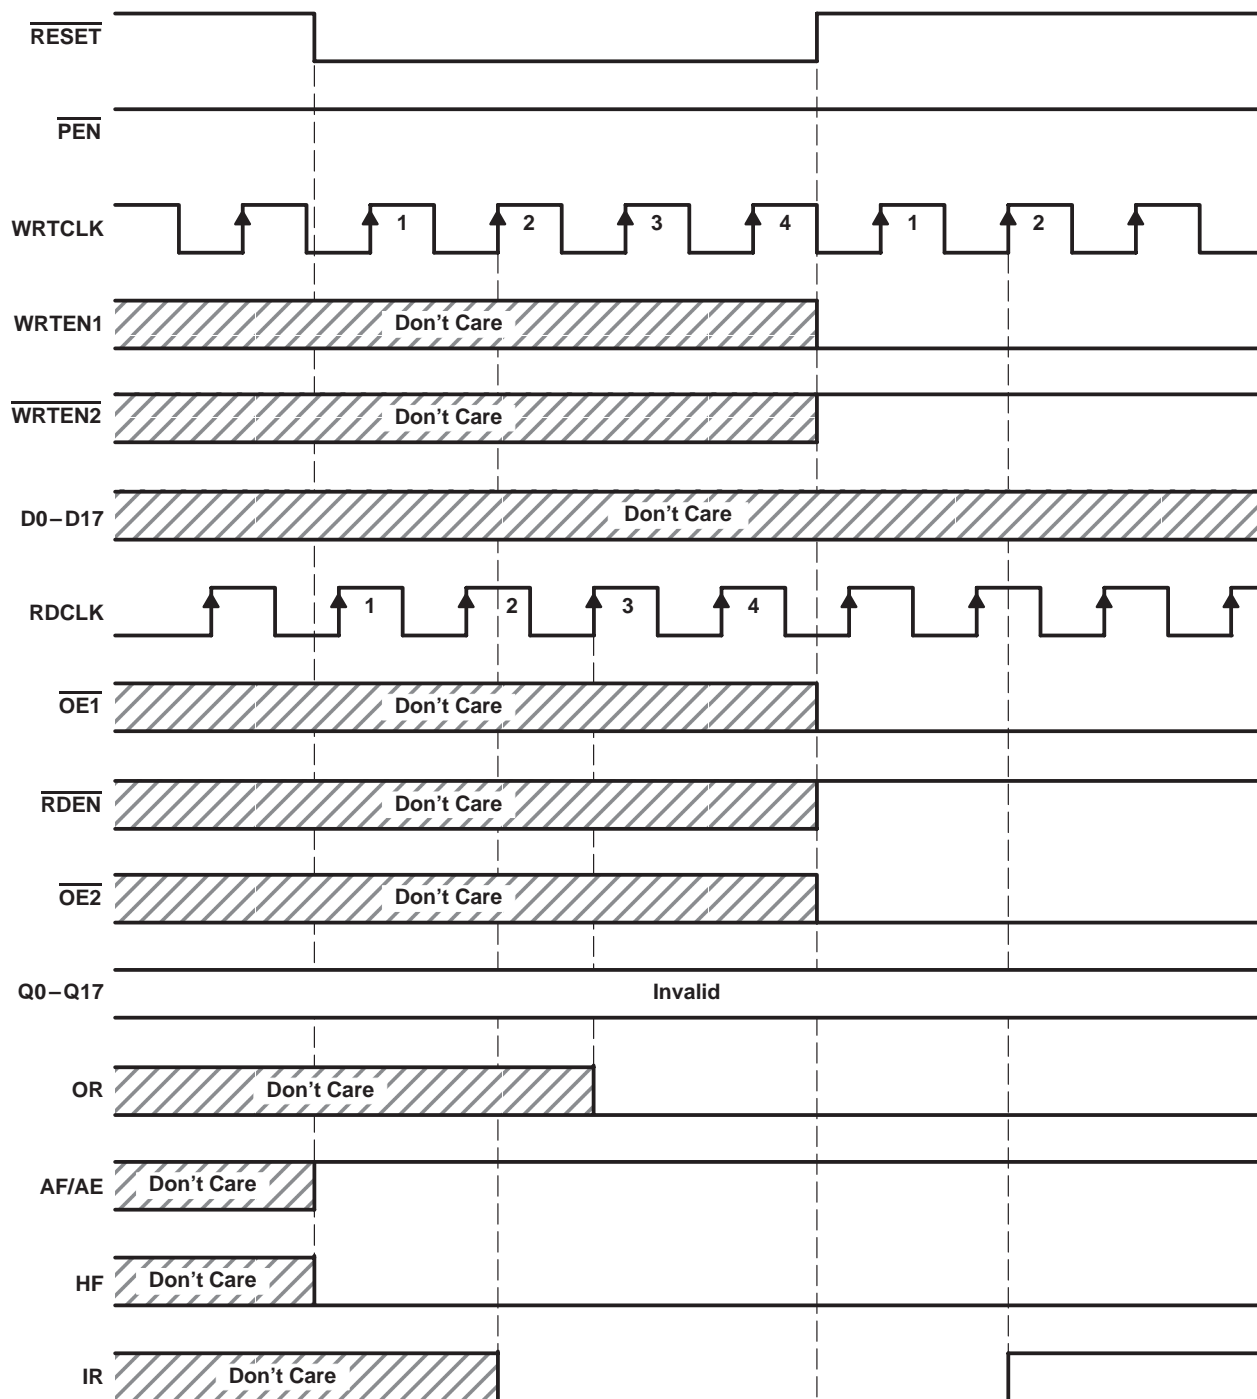 RESET
PEN
WRTCLK 1 2 3 4 1 2
WRTEN1 Don't Care
WRTEN2 Don't Care
D0–D17 Don't Care
RDCLK 1 2 3 4
OE1 Don't Care
RDEN Don't Care
OE2 Don't Care
Q0–Q17 Invalid
OR Don't Care
AF/AE Don't Care
HF Don't Care
IR Don't Care